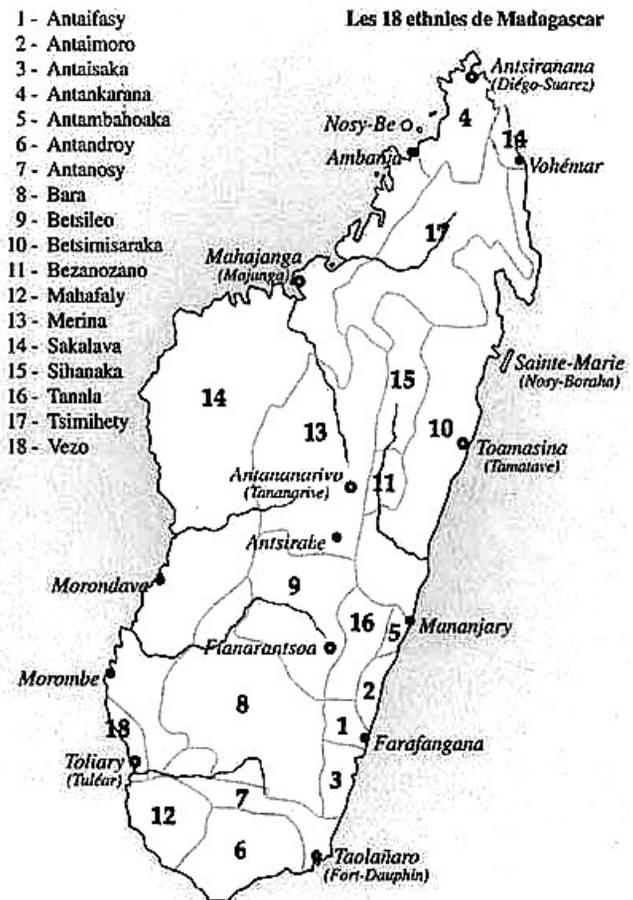 Les 18 ethnies de Madagascar
1 - Antaifasy
2 - Antaimoro
3 - Antaisaka
4 - Antankarana
5 - Antambahoaka
6 - Antandroy
7 - Antanosy
8 - Bara
9 - Betsileo
10 - Betsimisaraka
11 - Bezanozano
12 - Mahafaly
13 - Merina
14 - Sakalava
15 - Sihanaka
16 - Tanala
17 - Tsimihety
18 - Vezo
Antsirañana
(Diégo-Suarez)
4
Nosy-Be
14
Ambanja
Vohémar
17
Mahajanga
(Majunga)
Sainte-Marie
(Nosy-Boraha)
14
15
13
10
Toamasina
(Tamatave)
Antananarivo
(Tananarive)
11
Antsirabe
Morondava
9
16
5
Mananjary
Fianarantsoa
Morombe
2
8
18
1
Farafangana
Toliary
(Tuléar)
3
7
12
6
Taolañaro
(Fort-Dauphin)